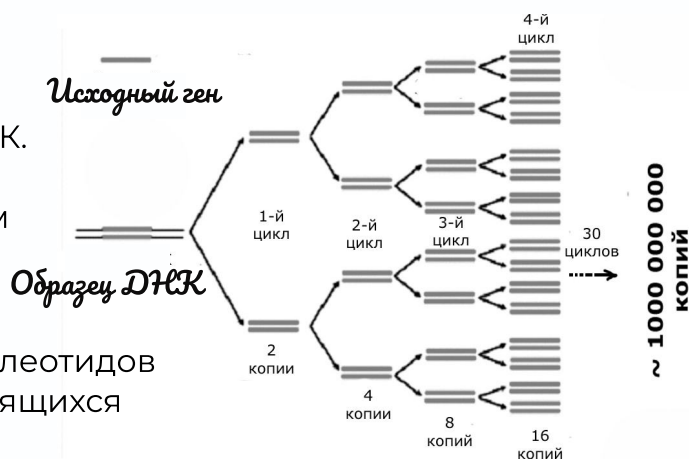 4-й
цикл
Исходный ген
К.
и
1-й
цикл
2-й
цикл
3-й
цикл
30
циклов
Образец ДНК
~ 1000 000 000
копий
2
копии
леотидов
ящихся
4
копии
8
копий
16
копий